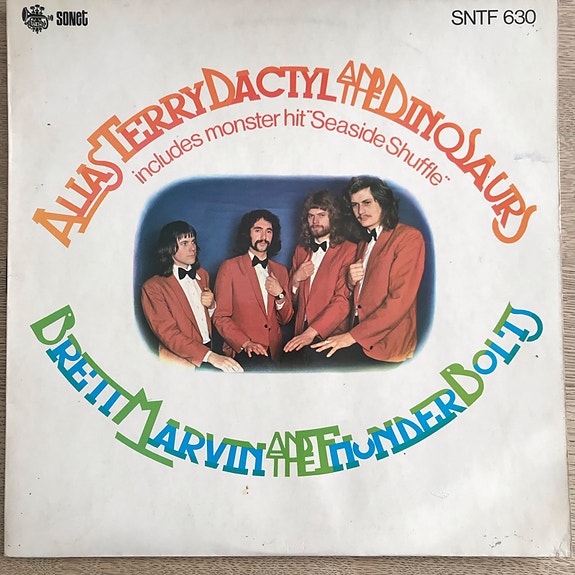 SONET
SNTF 630
ALIAS TERRY DACTYL AND THE DINOSAURS
includes monster hit "Seaside Shuffle"
BRETT MARVIN AND THE THUNDERBOLTS